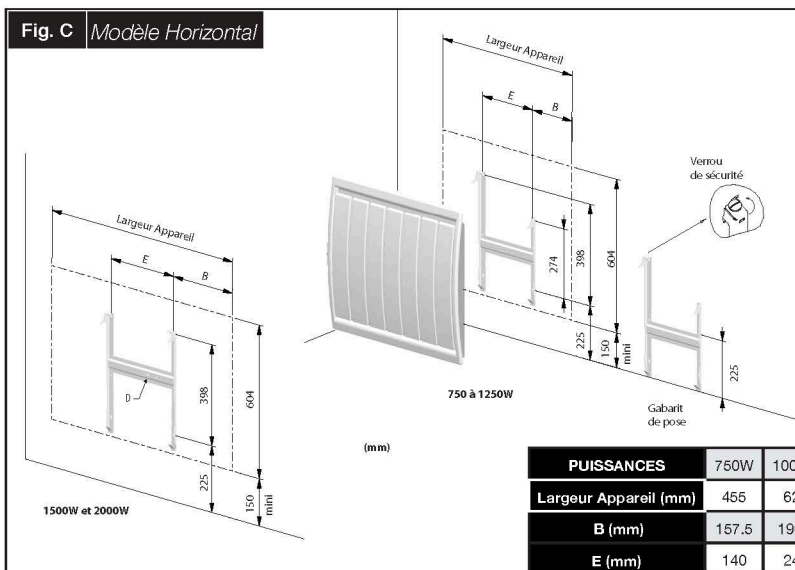 Fig. C Modèle Horizontal
Largeur Appareil
E
B
Verrou
de sécurité
274
398
604
225
150
mini
225
Gabarit
de pose
750 à 1250W
Largeur Appareil
E
B
D
398
604
225
150
mini
1500W et 2000W
(mm)
PUISSANCES 750W
Largeur Appareil (mm) 455
B (mm) 157.5
E (mm) 140